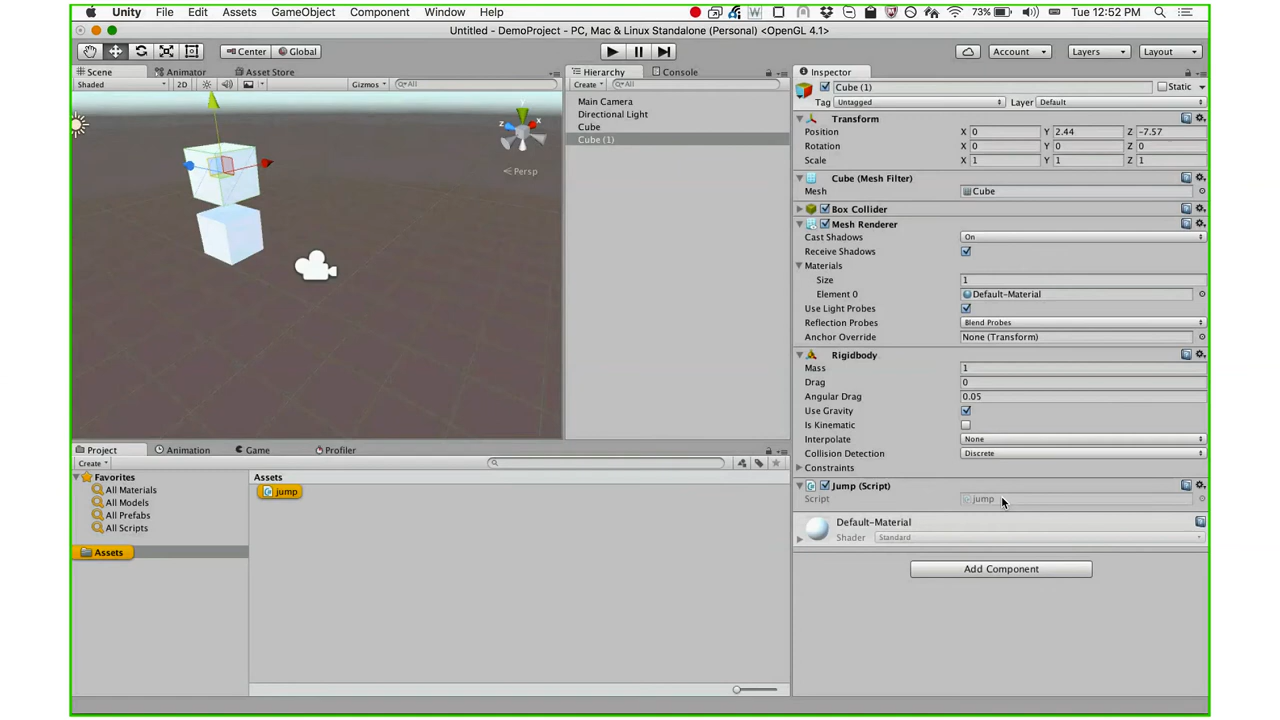 Unity File Edit Assets GameObject Component Window Help 73% Tue 12:52 PM
Untitled - DemoProject - PC, Mac & Linux Standalone (Personal) <OpenGL 4.1>
Center Global Account Layers Layout
Scene Animator Asset Store
Shaded 2D Gizmos All
y x Persp
Hierarchy Console
Create All
Main Camera
Directional Light
Cube
Cube (1)
Inspector
Cube (1) Static
Tag Untagged Layer Default
Transform
Position X 0 Y 2.44 Z -7.57
Rotation X 0 Y 0 Z 0
Scale X 1 Y 1 Z 1
Cube (Mesh Filter)
Mesh Cube
Box Collider
Mesh Renderer
Cast Shadows On
Receive Shadows
Materials
Size 1
Element 0 Default-Material
Use Light Probes
Reflection Probes Blend Probes
Anchor Override None (Transform)
Rigidbody
Mass 1
Drag 0
Angular Drag 0.05
Use Gravity
Is Kinematic
Interpolate None
Collision Detection Discrete
Constraints
Jump (Script)
Script jump
Default-Material
Shader Standard
Add Component
Project Animation Game Profiler
Create
Favorites
All Materials
All Models
All Prefabs
All Scripts
Assets
Assets
jump